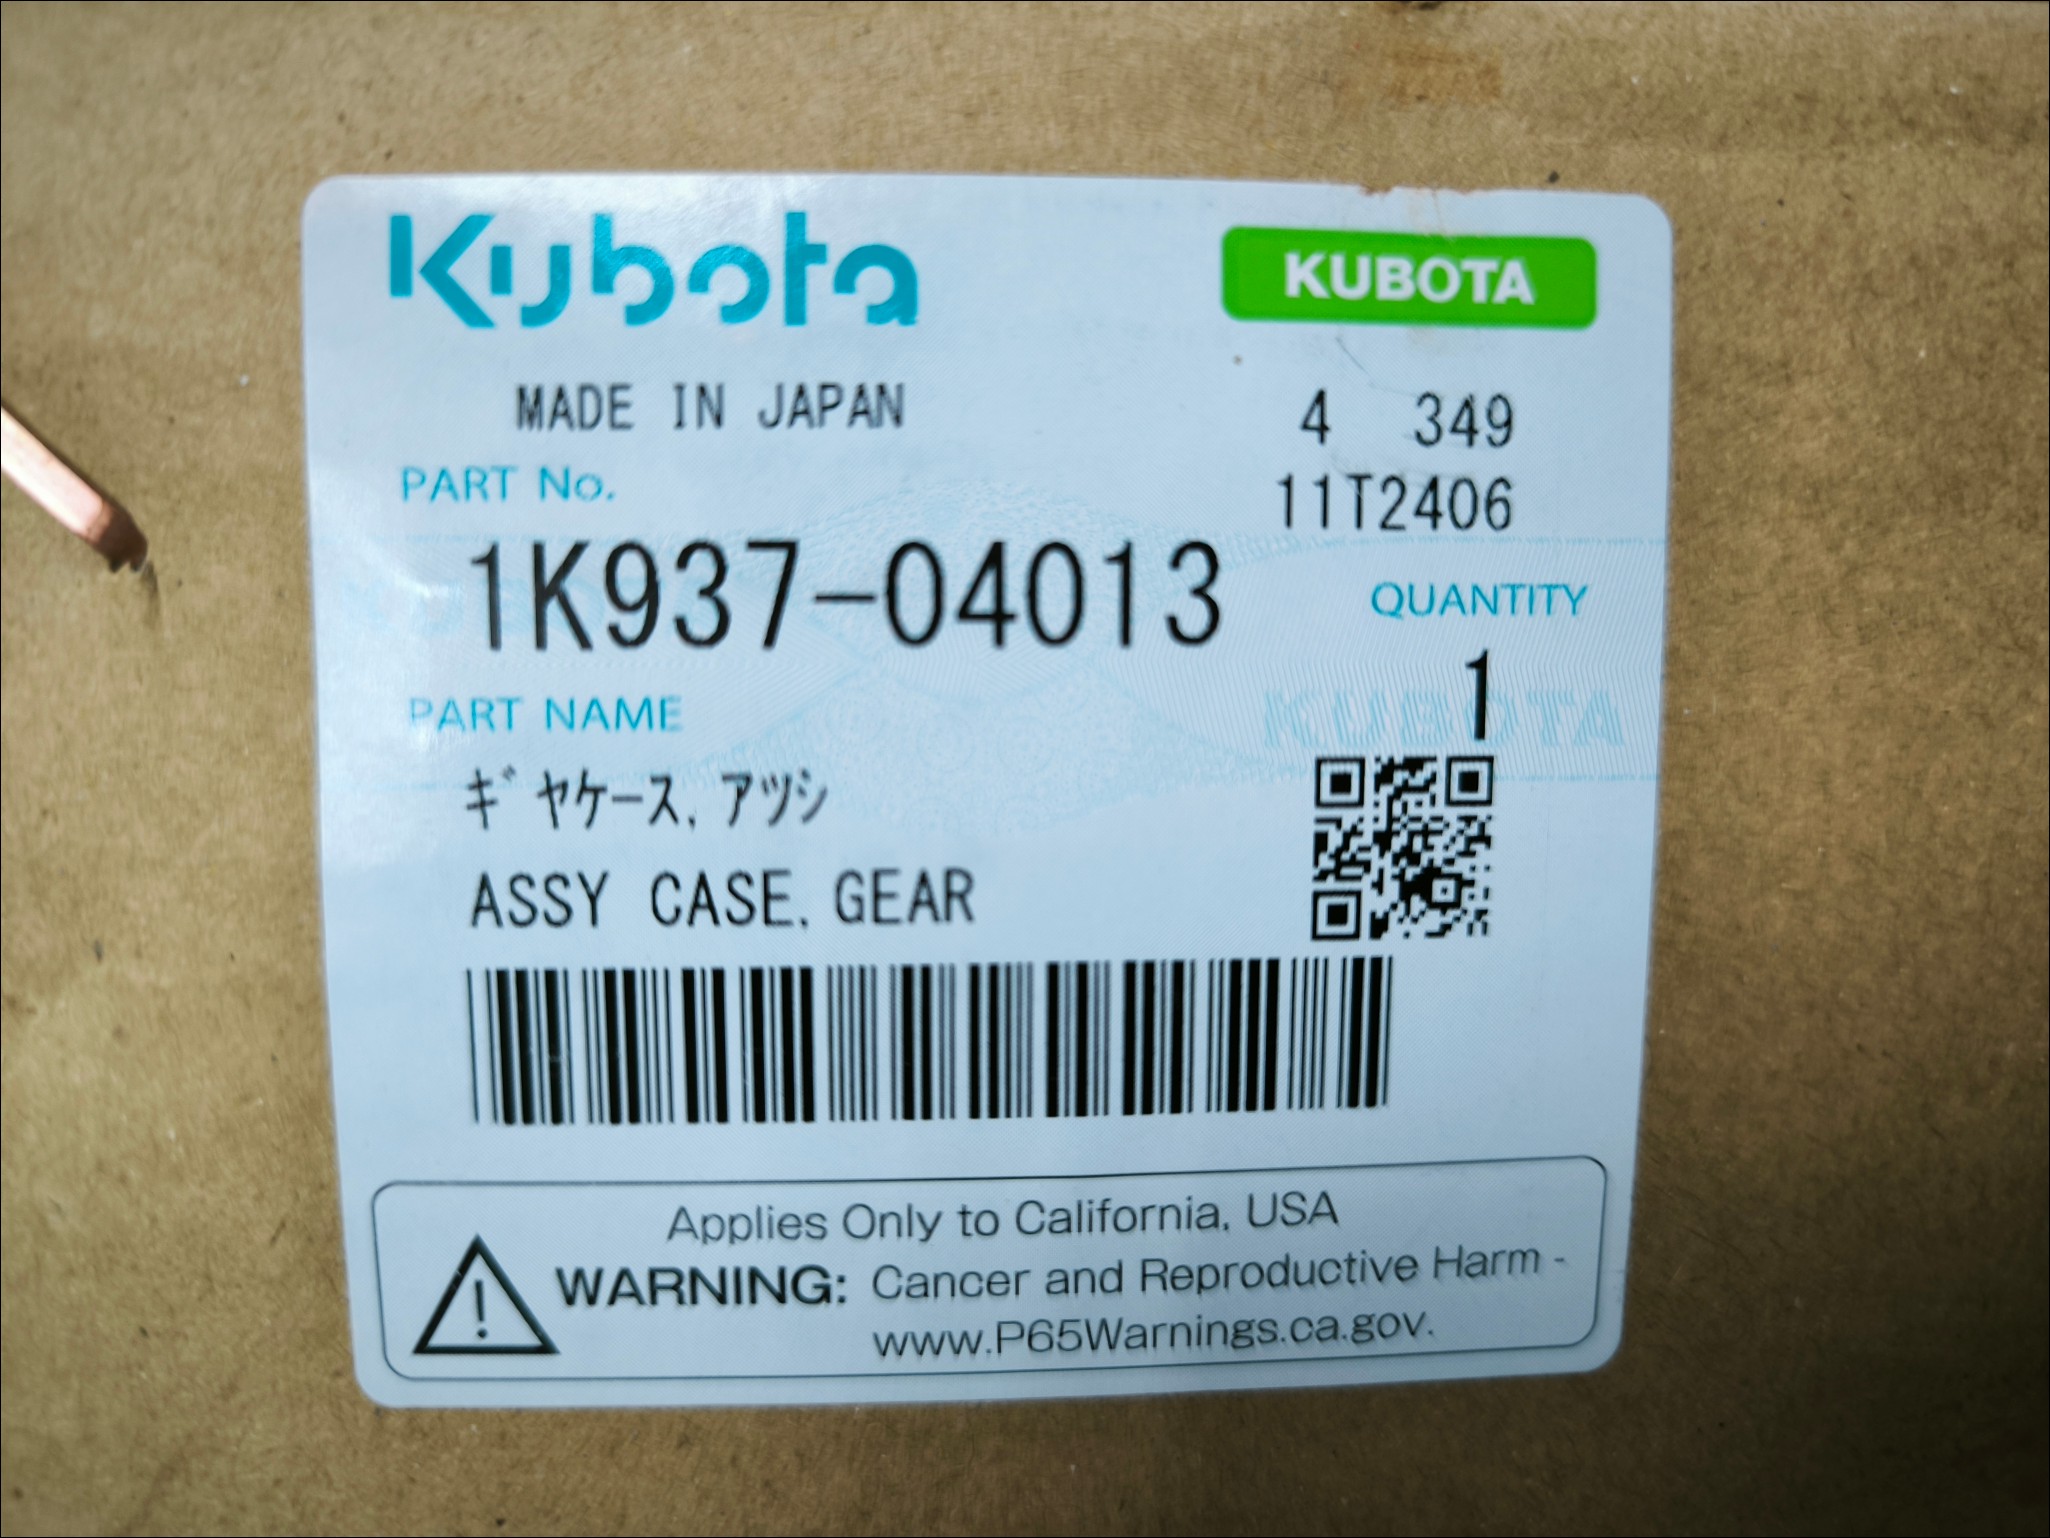 Kubota
KUBOTA
MADE IN JAPAN
4 349
PART No.
11T2406
1K937-04013
QUANTITY
1
KUBOTA
PART NAME
ギヤケース,アツシ
ASSY CASE,GEAR
Applies Only to California, USA
WARNING: Cancer and Reproductive Harm -
www.P65Warnings.ca.gov.